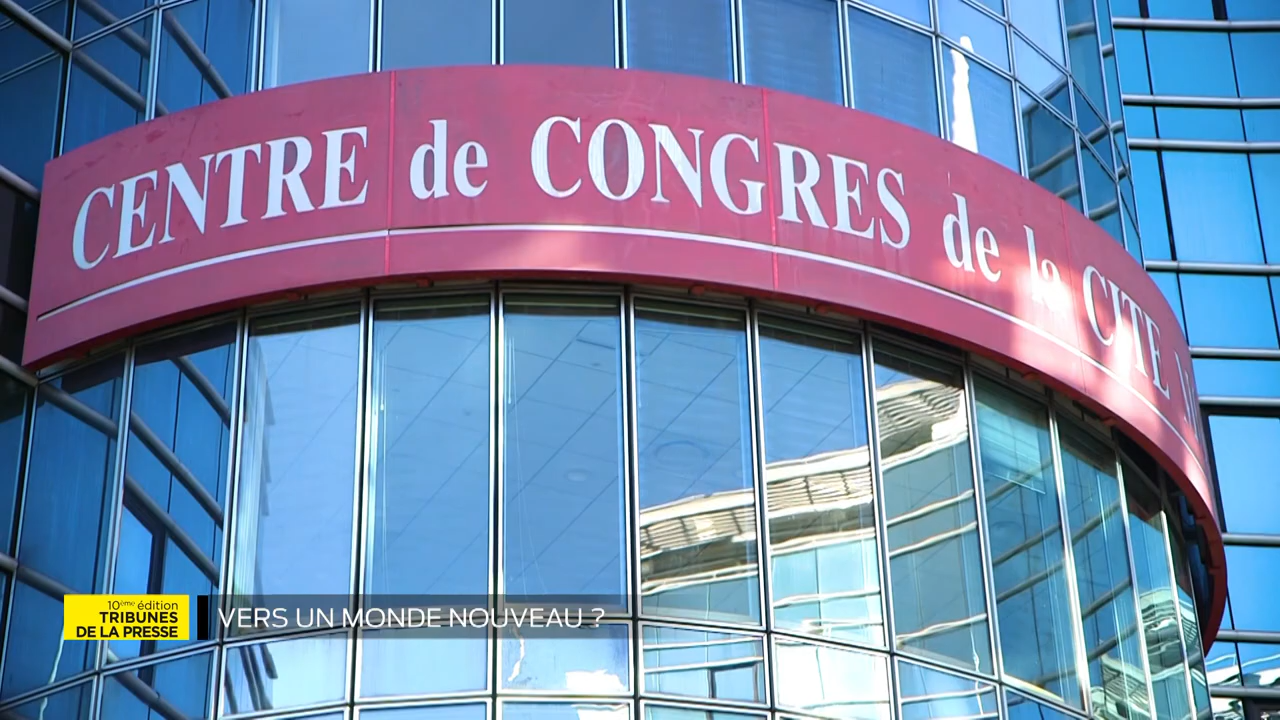 CENTRE de CONGRES de la CITE
10ème édition
TRIBUNES
DE LA PRESSE
VERS UN MONDE NOUVEAU ?